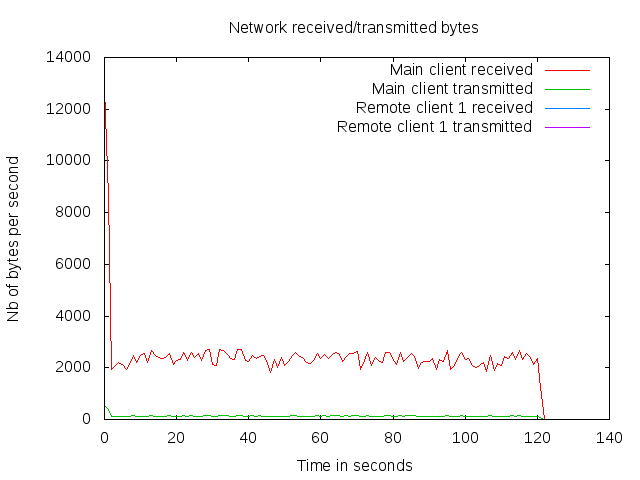 Network received/transmitted bytes
Nb of bytes per second
14000
12000
10000
8000
6000
4000
2000
0
Main client received
Main client transmitted
Remote client 1 received
Remote client 1 transmitted
0 20 40 60 80 100 120 140
Time in seconds